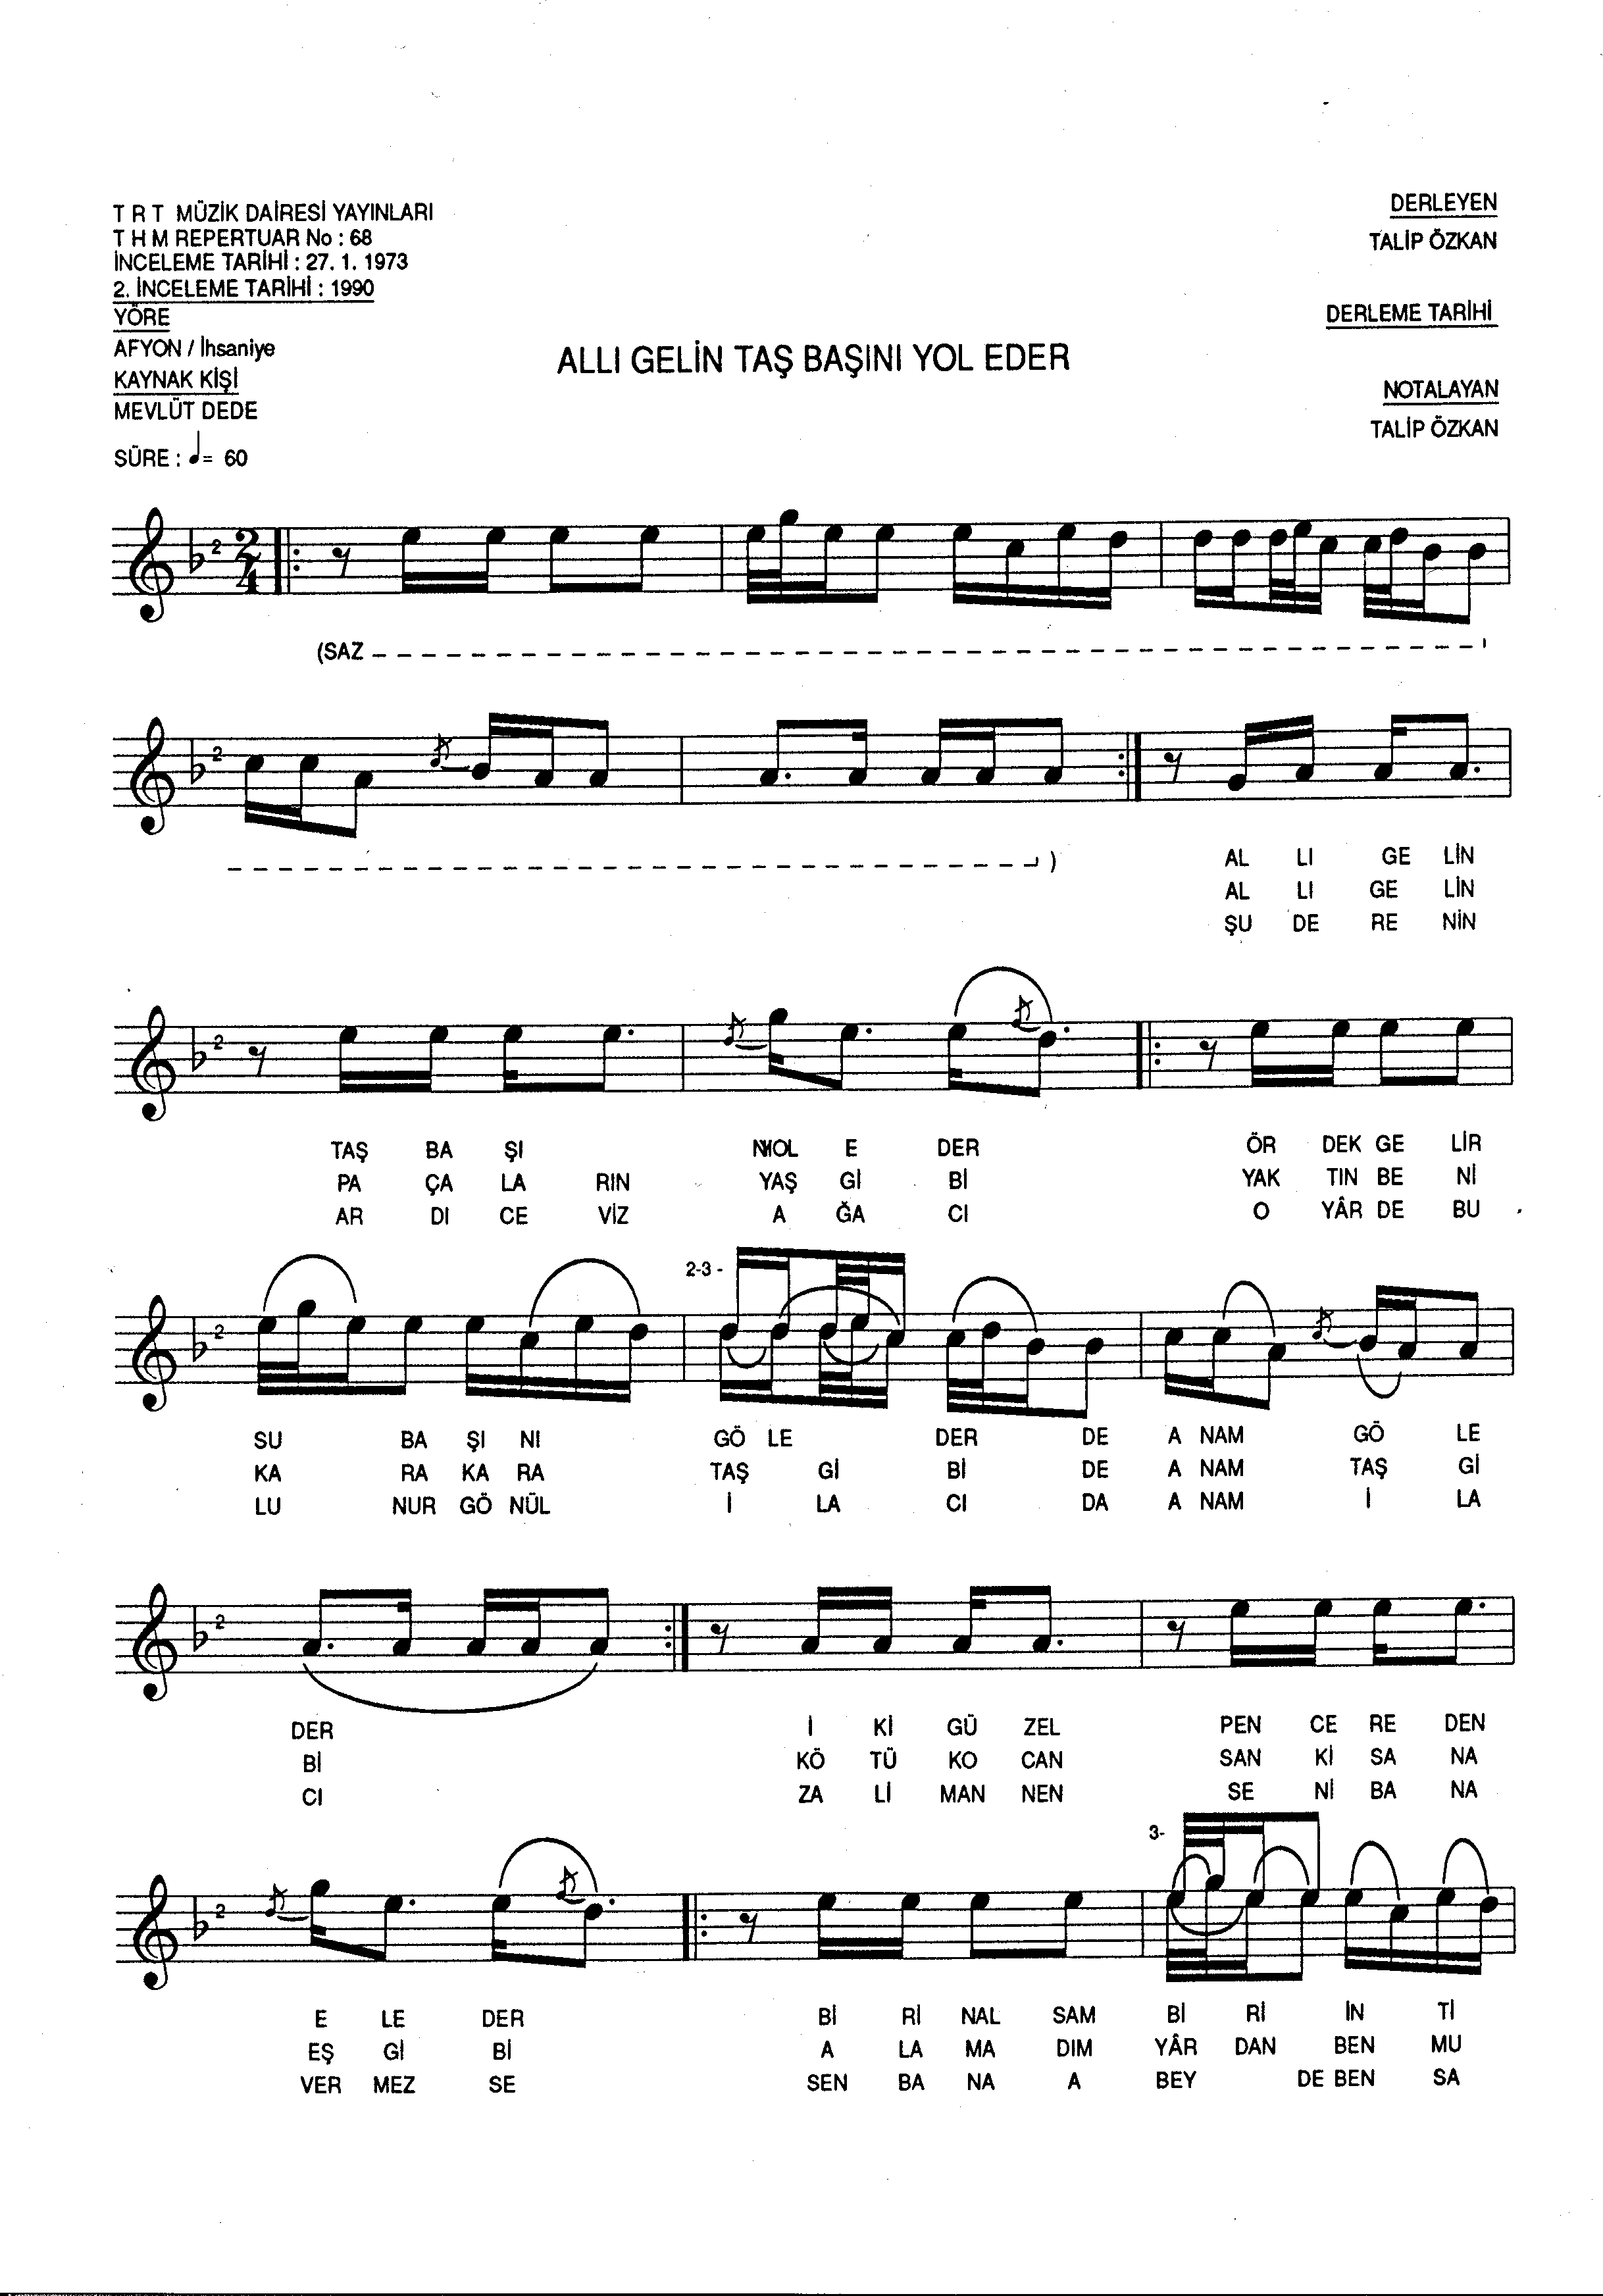 T R T MÜZİK DAİRESİ YAYINLARI
T H M REPERTUAR No : 68
İNCELEME TARİHİ : 27. 1. 1973
2. İNCELEME TARİHİ : 1990
YÖRE
AFYON / İhsaniye
KAYNAK KİŞİ
MEVLÜT DEDE
SÜRE : ♩= 60
DERLEYEN
TALİP ÖZKAN
DERLEME TARİHİ
NOTALAYAN
TALİP ÖZKAN
ALLI GELİN TAŞ BAŞINI YOL EDER
2 2/4
(SAZ
2
)
AL LI GE LİN
AL LI GE LİN
ŞU DE RE NİN
2
TAŞ BA ŞI YOL E DER ÖR DEK GE LİR
PA ÇA LA RIN YAŞ Gİ Bİ YAK TIN BE Nİ
AR DI CE VİZ A ĞA CI O YÂR DE BU
2 2-3 -
SU BA ŞI NI GÖ LE DER DE A NAM GÖ LE
KA RA KA RA TAŞ Gİ Bİ DE A NAM TAŞ Gİ
LU NUR GÖ NÜL İ LA CI DA A NAM İ LA
2
DER İ Kİ GÜ ZEL PEN CE RE DEN
Bİ KÖ TÜ KO CAN SAN Kİ SA NA
CI ZA Lİ MAN NEN SE Nİ BA NA
2 3-
E LE DER Bİ Rİ NAL SAM Bİ Rİ İN Tİ
EŞ Gİ Bİ A LA MA DIM YÂR DAN BEN MU
VER MEZ SE SEN BA NA A BEY DE BEN SA